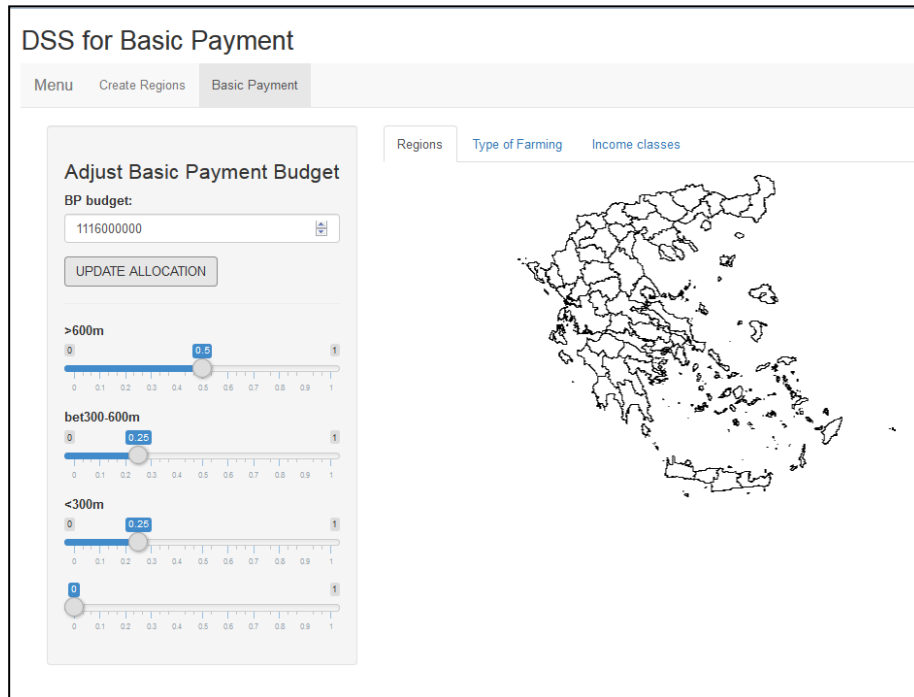 DSS for Basic Payment
Menu Create Regions Basic Payment
Regions Type of Farming Income classes
Adjust Basic Payment Budget
BP budget:
1116000000
UPDATE ALLOCATION
>600m
0 0.5 1
0 0.1 0.2 0.3 0.4 0.5 0.6 0.7 0.8 0.9 1
bet300-600m
0 0.25 1
0 0.1 0.2 0.3 0.4 0.5 0.6 0.7 0.8 0.9 1
<300m
0 0.25 1
0 0.1 0.2 0.3 0.4 0.5 0.6 0.7 0.8 0.9 1
0 1
0 0.1 0.2 0.3 0.4 0.5 0.6 0.7 0.8 0.9 1